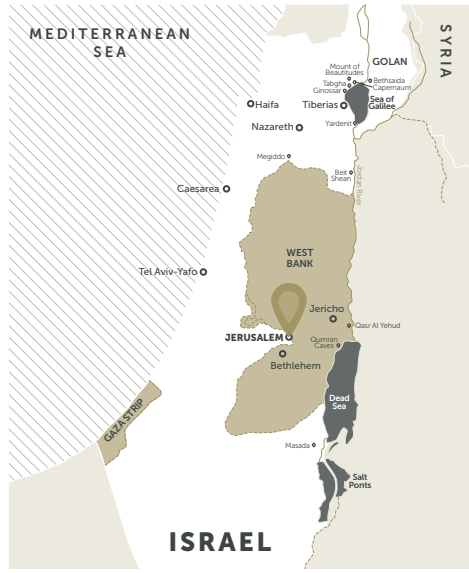 MEDITERRANEAN
SEA
SYRIA
GOLAN
Mount of
Beautitudes
Tabgha
Ginossar
Bethsaida
Capernaum
Haifa
Tiberias
Sea of
Galilee
Yardenit
Nazareth
Megiddo
Beit
Shean
Jordan River
Caesarea
WEST
BANK
Tel Aviv-Yafo
Jericho
Qasr Al Yehud
JERUSALEM
Qumran
Caves
Bethlehem
Dead
Sea
GAZA STRIP
Masada
Salt
Ponts
ISRAEL